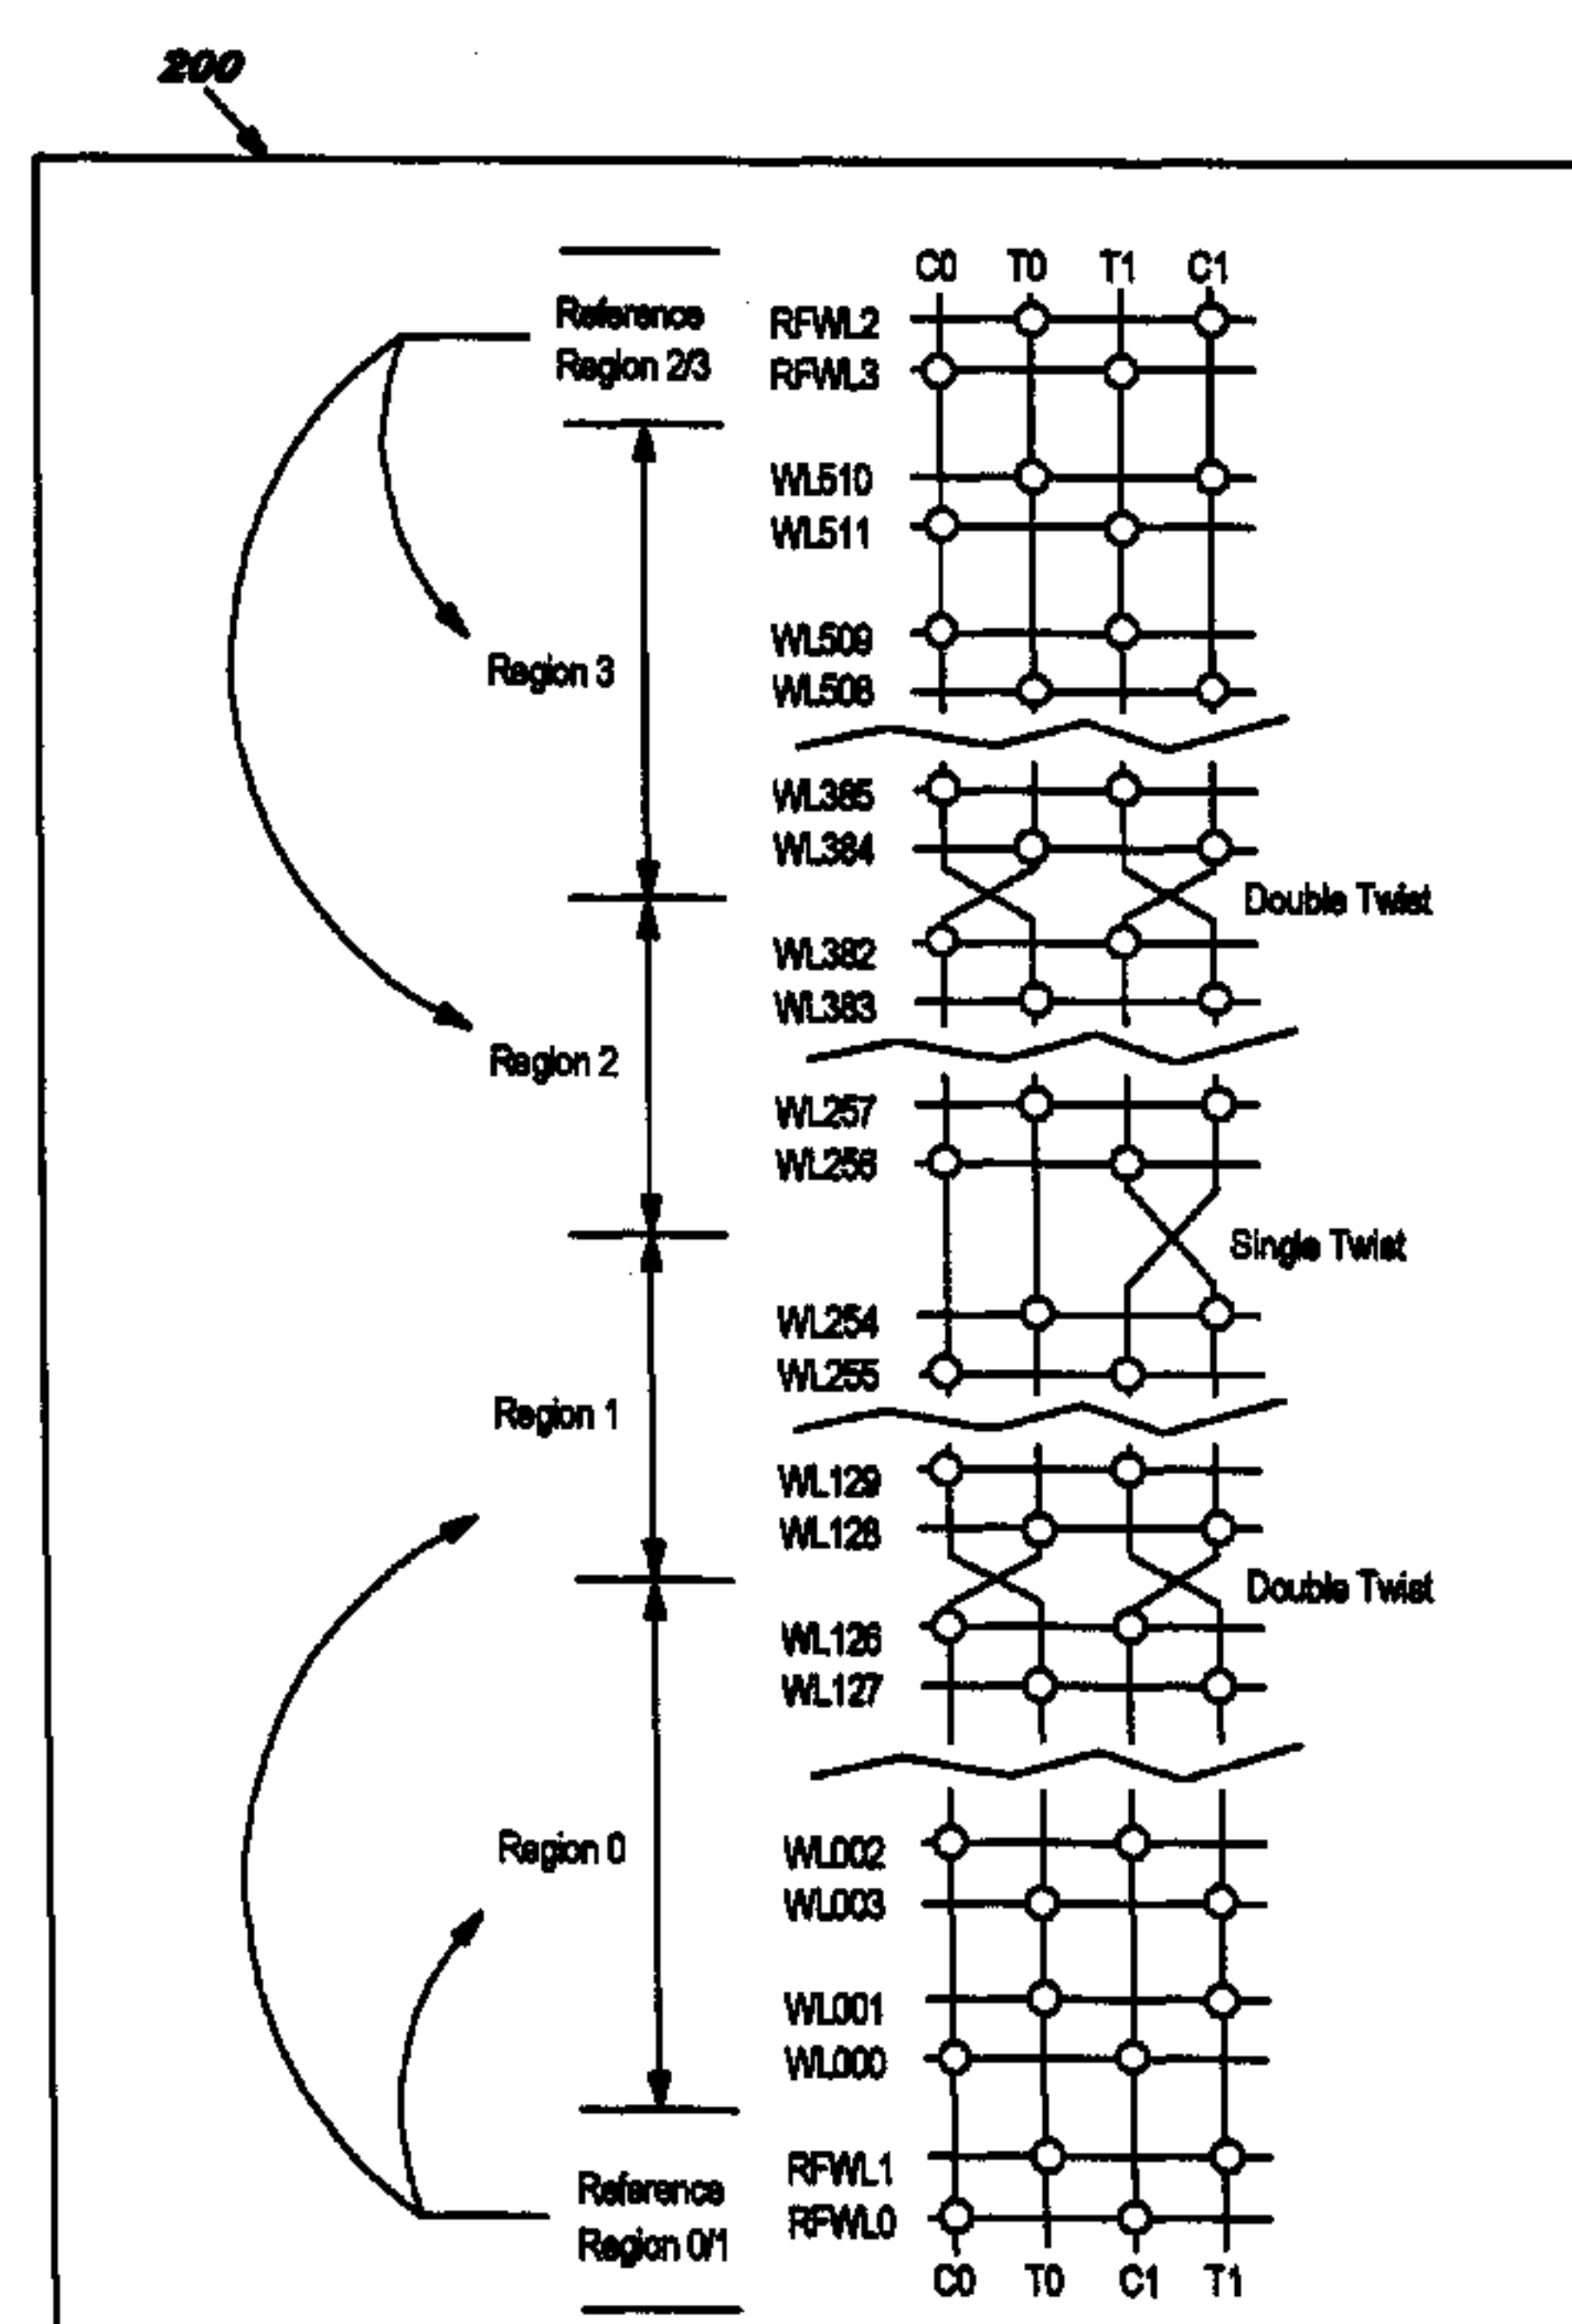 200
C0 T0 T1 C1
Reference
Region 2/3
RFWL2
RFWL3
WL510
WL511
WL509
WL508
Region 3
WL385
WL384
Double Twist
WL382
WL383
Region 2
WL257
WL256
Single Twist
WL254
WL255
Region 1
WL129
WL128
Double Twist
WL126
WL127
Region 0
WL002
WL003
WL001
WL000
Reference
Region 0/1
RFWL1
RFWL0
C0 T0 C1 T1